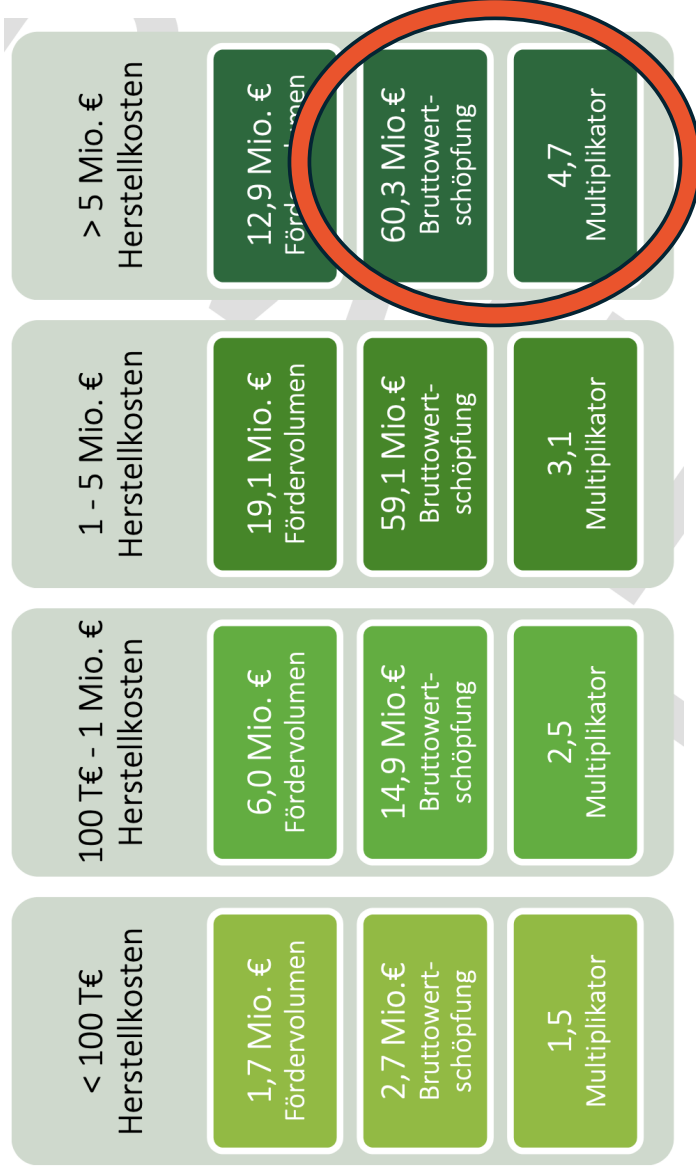 < 100 T€
Herstellkosten
1,7 Mio. €
Fördervolumen
2,7 Mio.€
Bruttowert-
schöpfung
1,5
Multiplikator
100 T€ - 1 Mio. €
Herstellkosten
6,0 Mio. €
Fördervolumen
14,9 Mio.€
Bruttowert-
schöpfung
2,5
Multiplikator
1 - 5 Mio. €
Herstellkosten
19,1 Mio. €
Fördervolumen
59,1 Mio.€
Bruttowert-
schöpfung
3,1
Multiplikator
> 5 Mio. €
Herstellkosten
12,9 Mio. €
Fördervolumen
60,3 Mio.€
Bruttowert-
schöpfung
4,7
Multiplikator